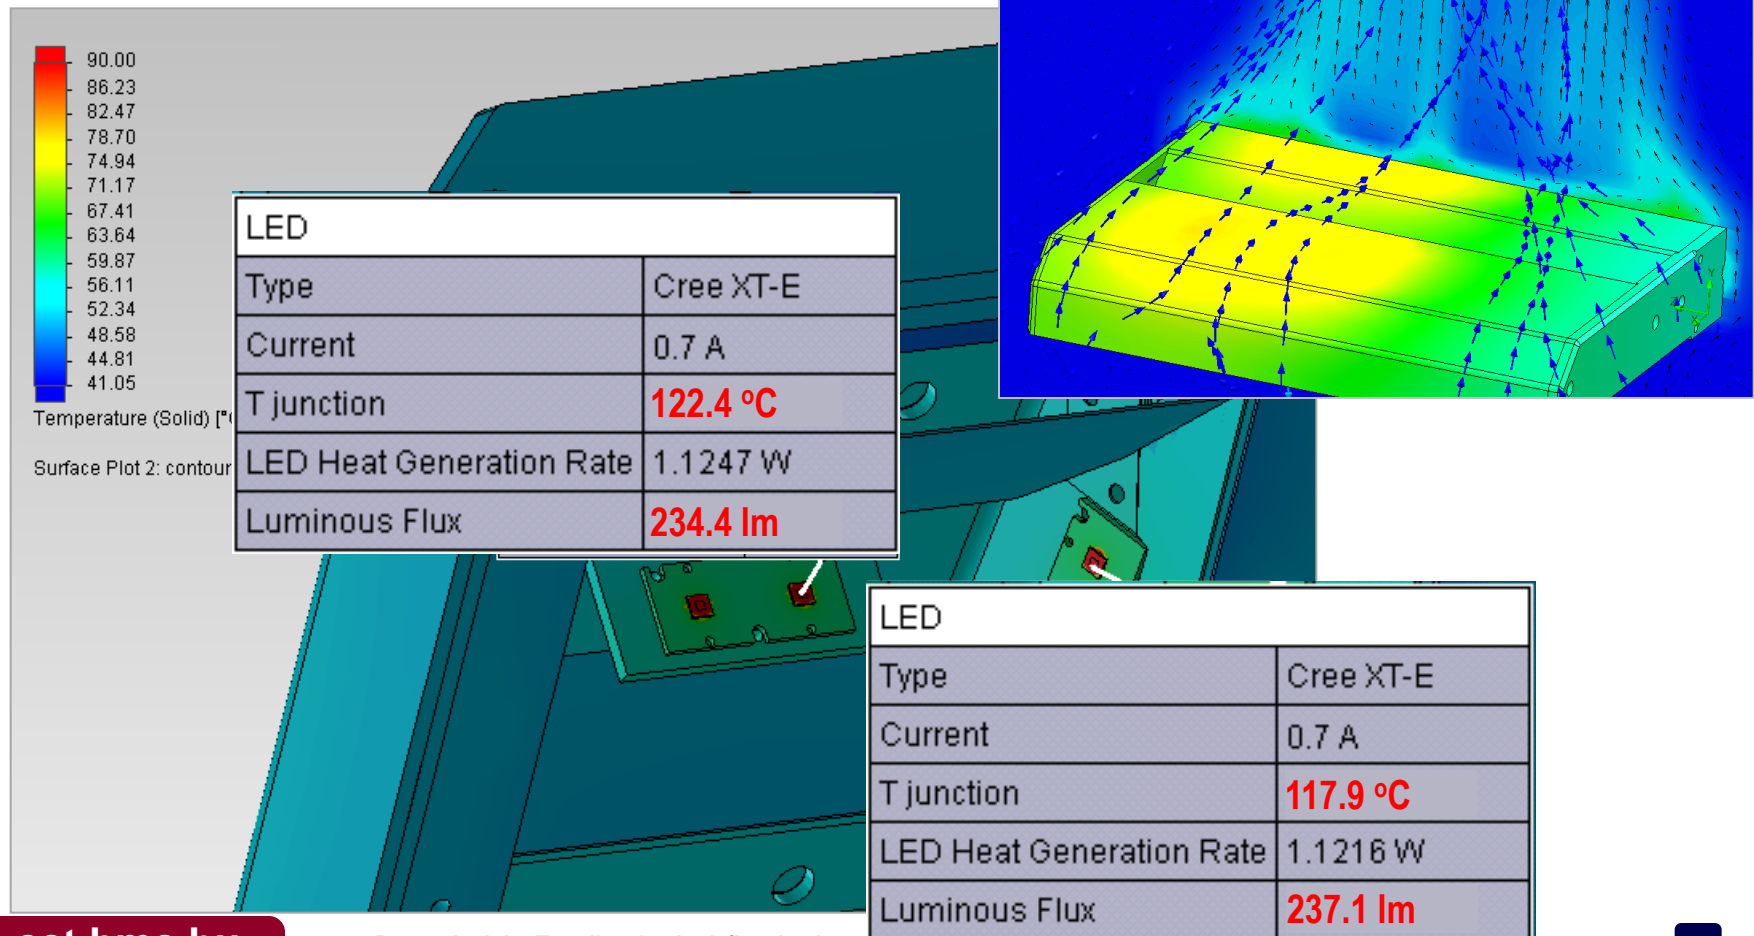 90.00
86.23
82.47
78.70
74.94
71.17
67.41
63.64
59.87
56.11
52.34
48.58
44.81
41.05
Temperature (Solid) ["
Surface Plot 2: contour
LED
Type Cree XT-E
Current 0.7 A
T junction 122.4 ºC
LED Heat Generation Rate 1.1247 W
Luminous Flux 234.4 lm
LED
Type Cree XT-E
Current 0.7 A
T junction 117.9 ºC
LED Heat Generation Rate 1.1216 W
Luminous Flux 237.1 lm